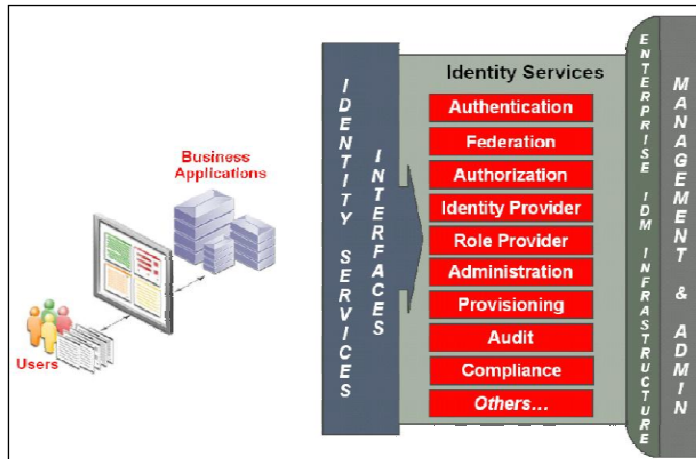 Users
Business
Applications
IDENTITY SERVICES
INTERFACES
Identity Services
Authentication
Federation
Authorization
Identity Provider
Role Provider
Administration
Provisioning
Audit
Compliance
Others...
ENTERPRISE IDM INFRASTRUCTURE
MANAGEMENT & ADMIN